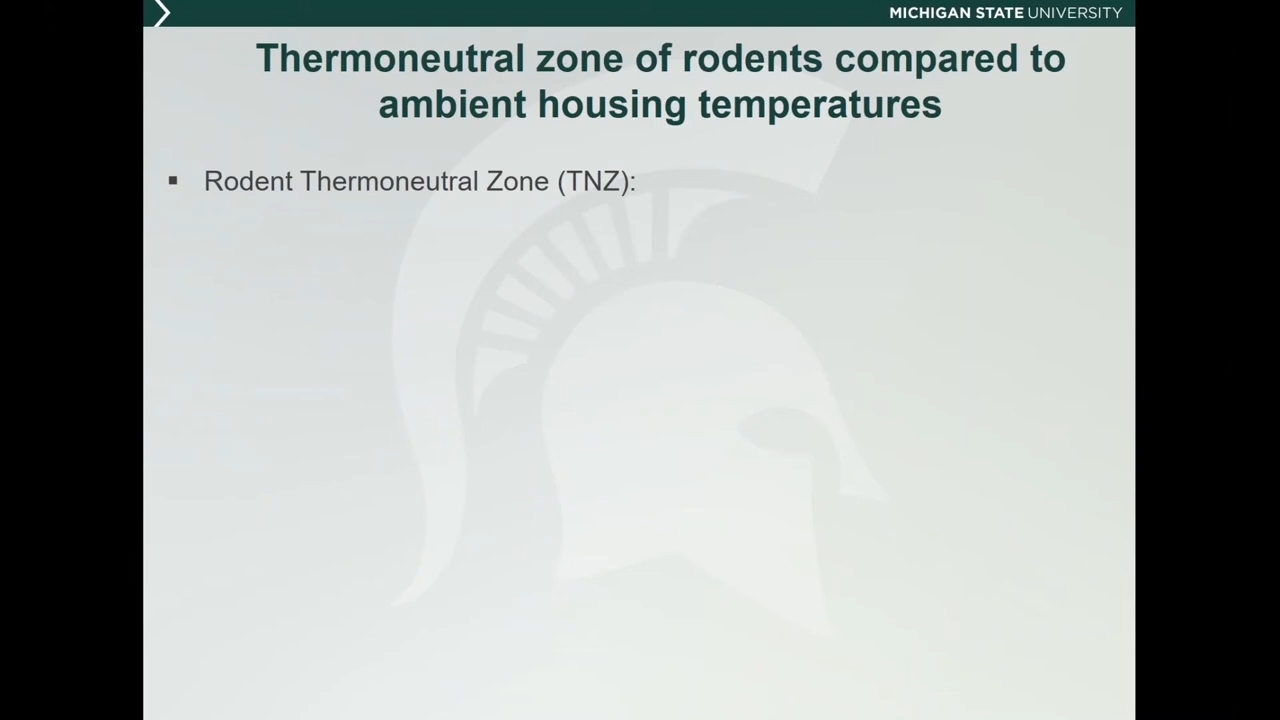 MICHIGAN STATE UNIVERSITY
Thermoneutral zone of rodents compared to
ambient housing temperatures
▪ Rodent Thermoneutral Zone (TNZ):